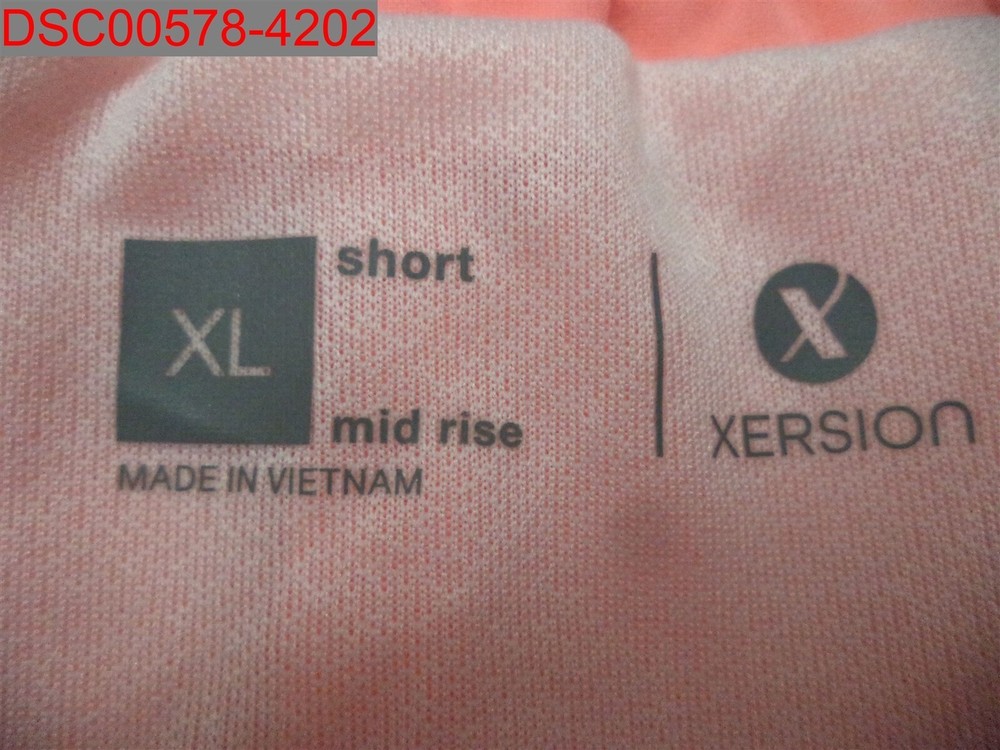 DSC00578-4202
short
XL
mid rise
MADE IN VIETNAM
X
XERSION